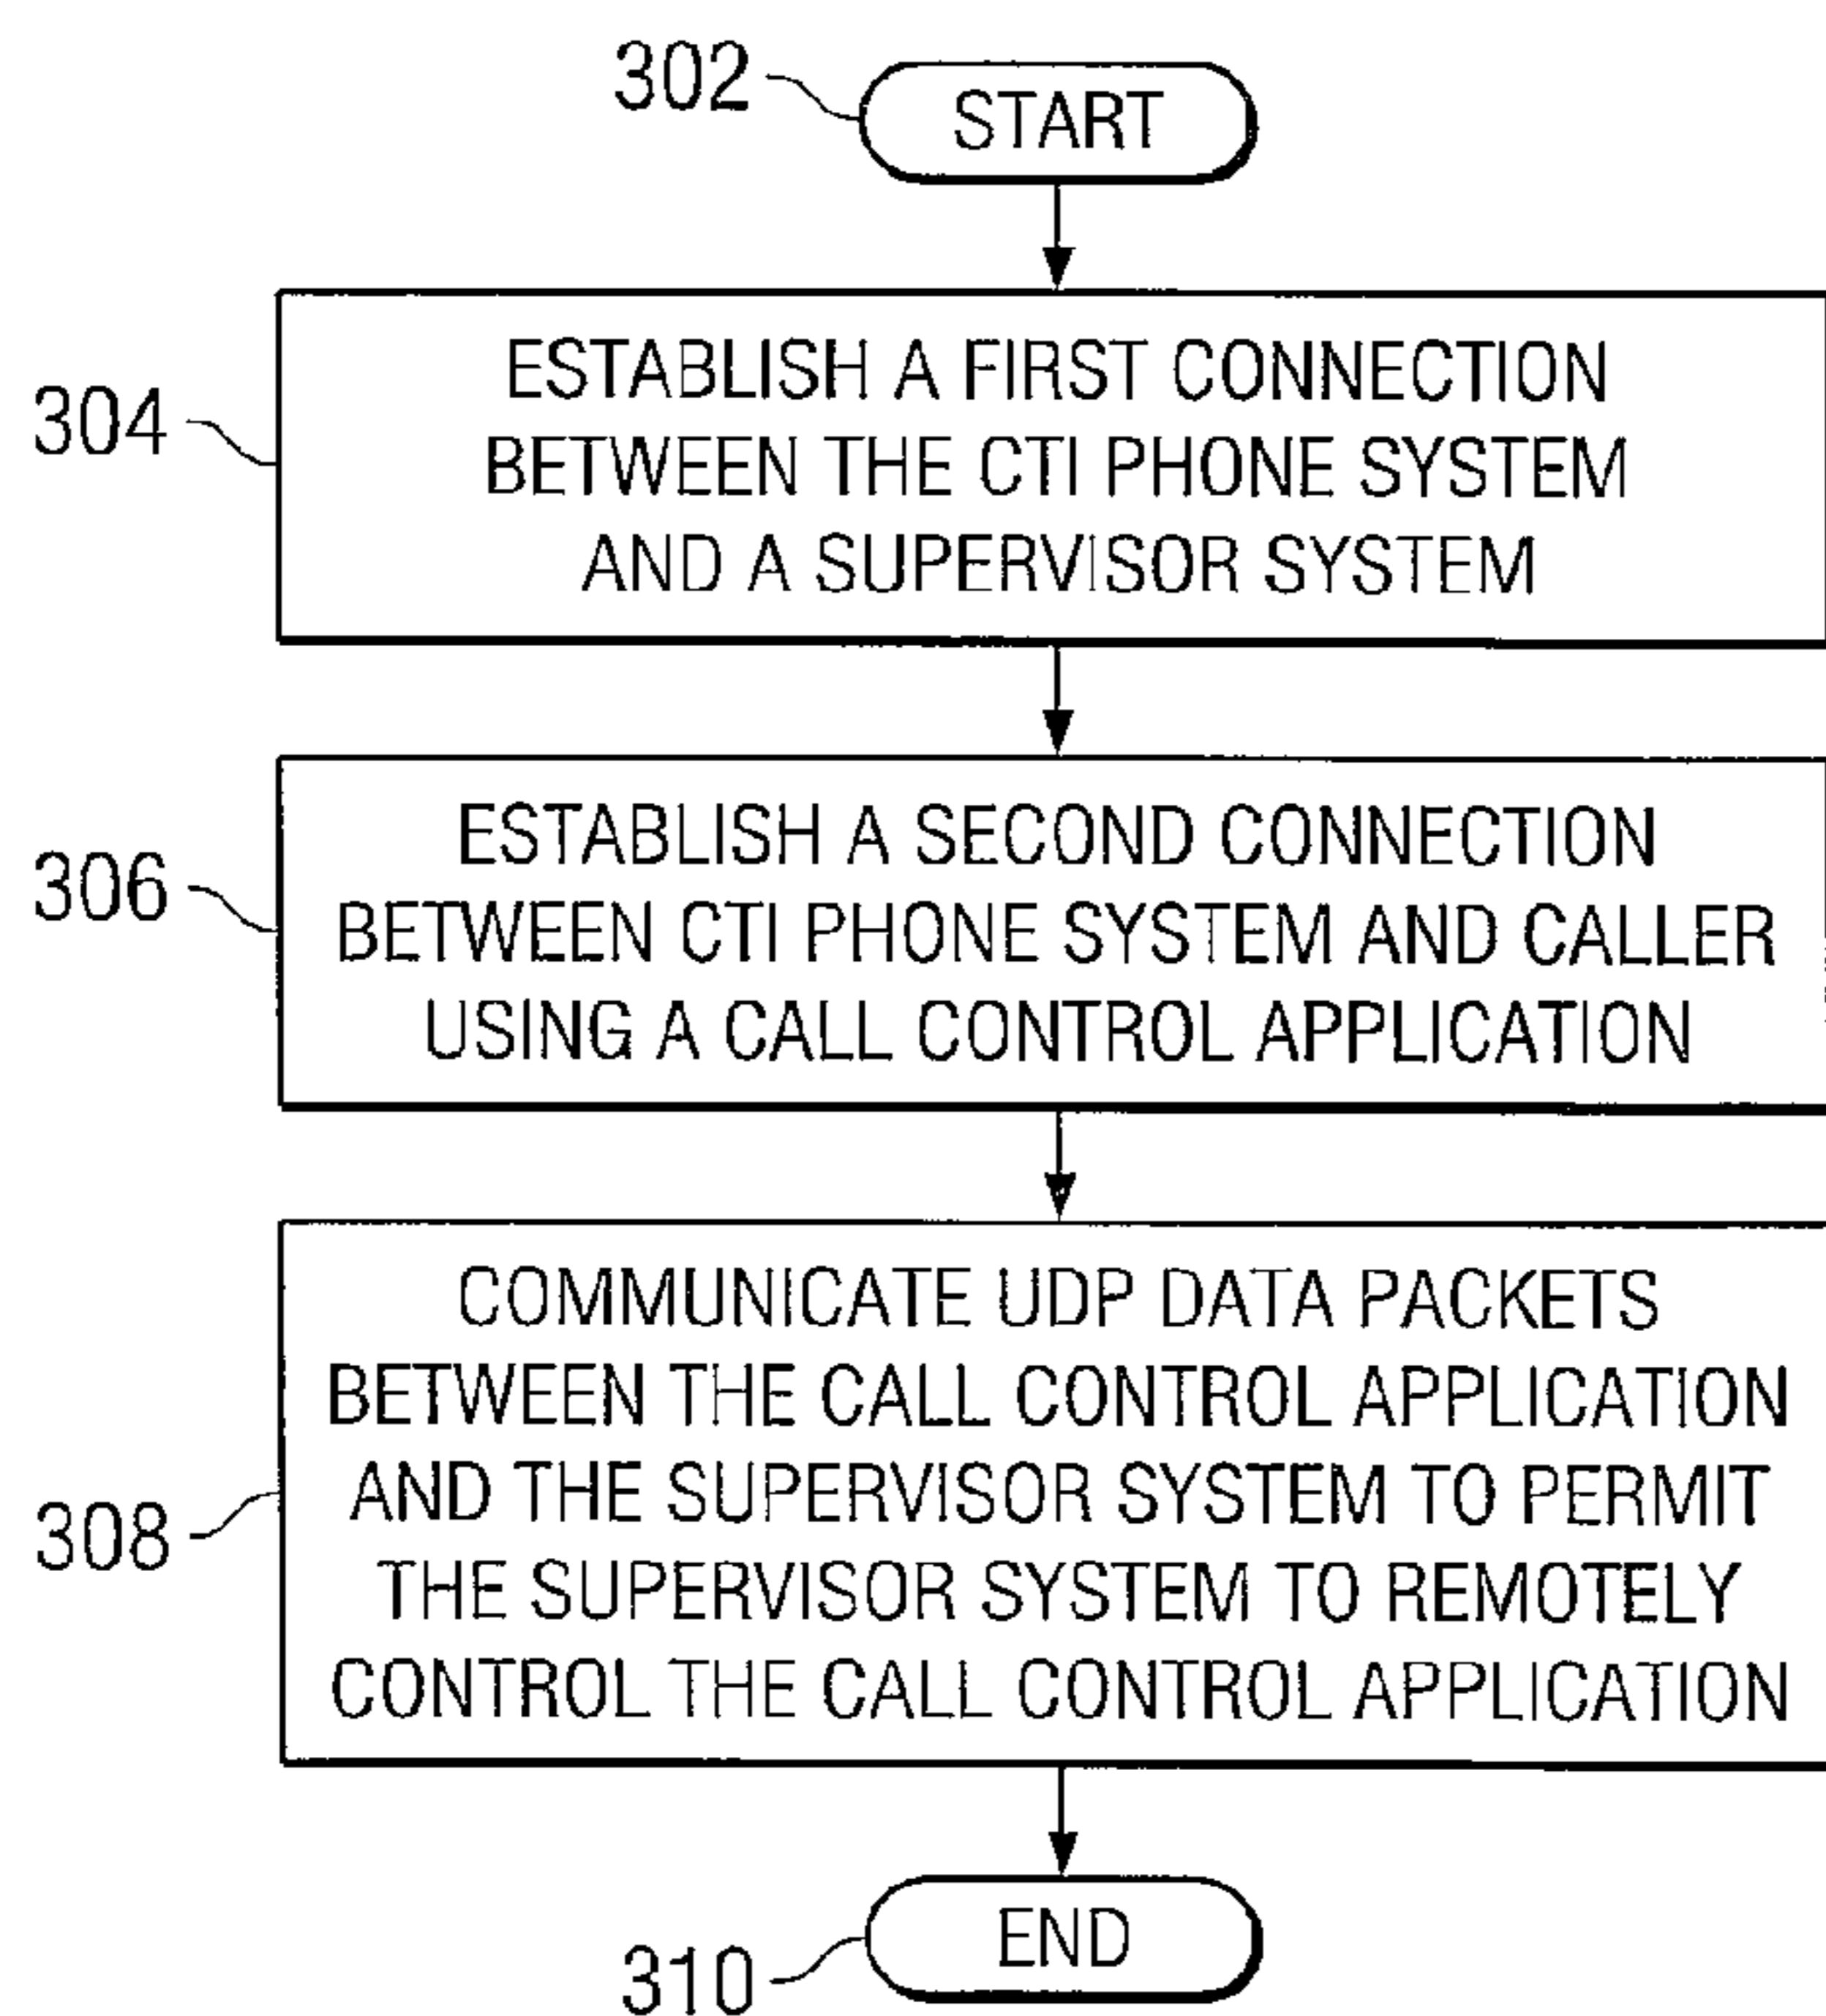 302
START
304
ESTABLISH A FIRST CONNECTION
BETWEEN THE CTI PHONE SYSTEM
AND A SUPERVISOR SYSTEM
306
ESTABLISH A SECOND CONNECTION
BETWEEN CTI PHONE SYSTEM AND CALLER
USING A CALL CONTROL APPLICATION
308
COMMUNICATE UDP DATA PACKETS
BETWEEN THE CALL CONTROL APPLICATION
AND THE SUPERVISOR SYSTEM TO PERMIT
THE SUPERVISOR SYSTEM TO REMOTELY
CONTROL THE CALL CONTROL APPLICATION
310
END